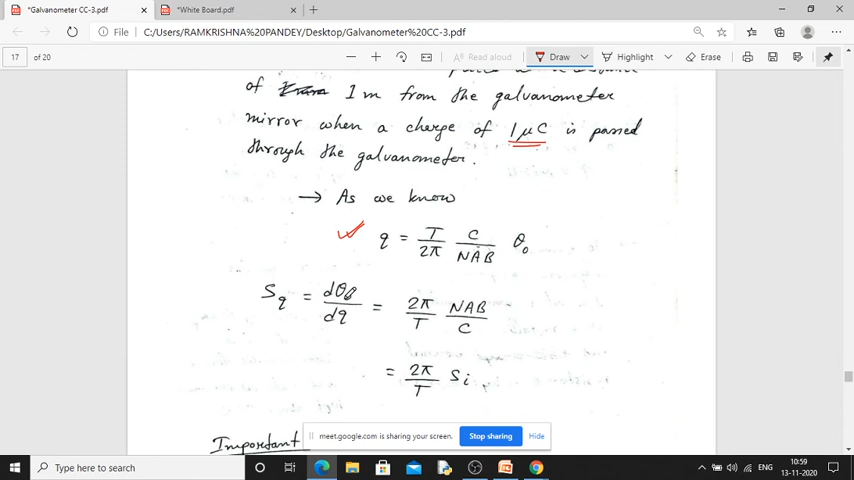 *Galvanometer CC-3.pdf
*White Board.pdf
C:/Users/RAMKRISHNA%20PANDEY/Desktop/Galvanometer%20CC-3.pdf
17 of 20
Read aloud
Draw
Highlight
Erase
of 1m from the galvanometer
mirror when a charge of 1 μC is passed
through the galvanometer.
→ As we know
q = T/2π C/NAB θ₀
S_q = dθ₀/dq = 2π/T NAB/C
= 2π/T Si
Important
meet.google.com is sharing your screen.
Stop sharing
Hide
Type here to search
ENG
10:59
13-11-2020